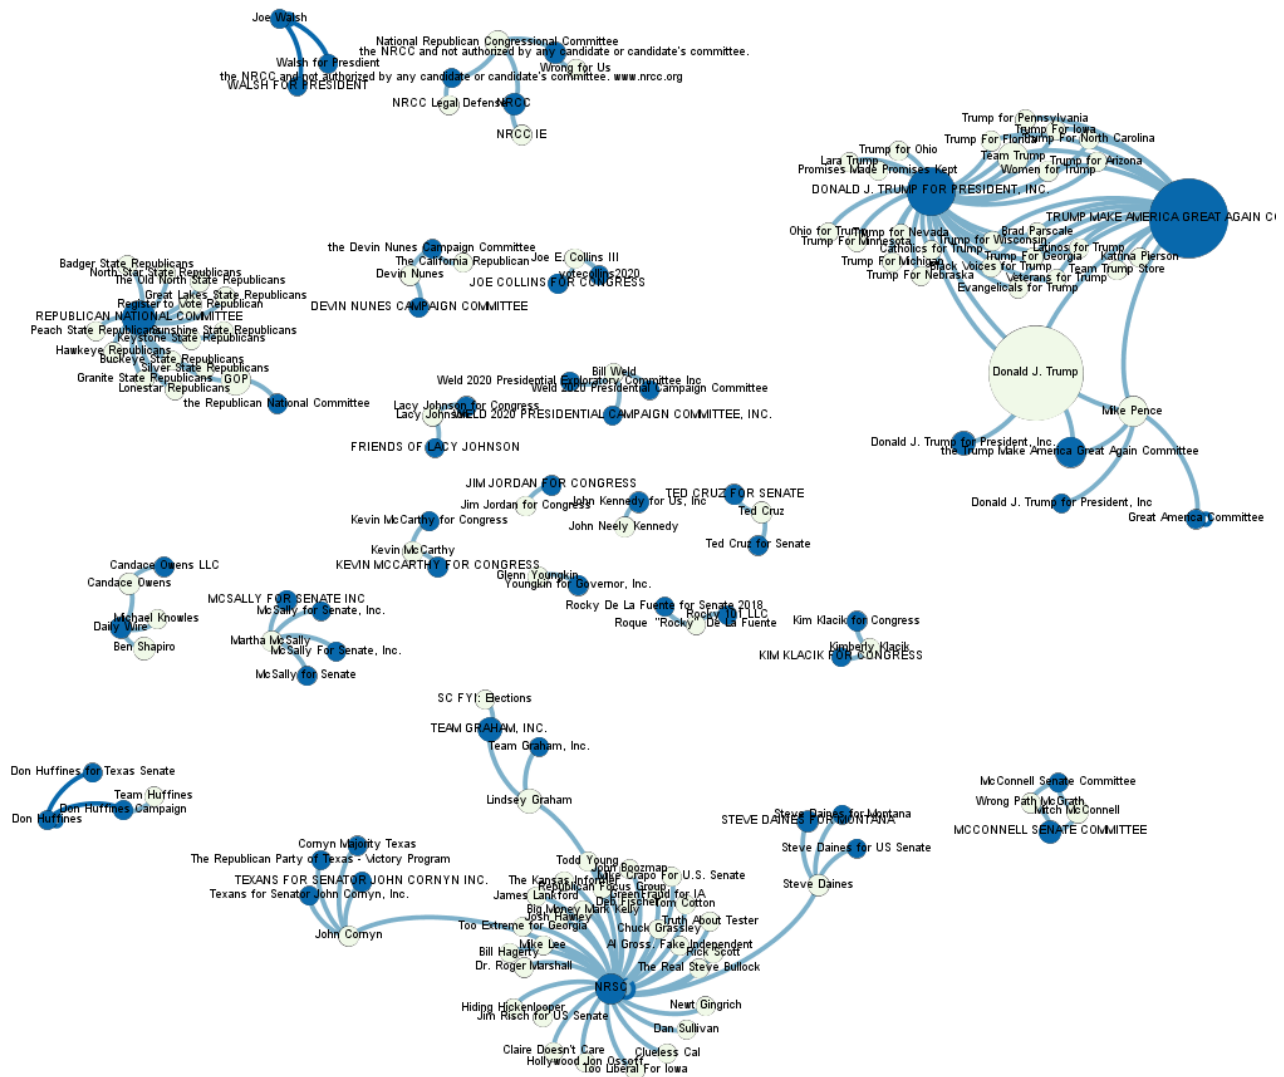 Joe Walsh
Walsh for Presdient
WALSH FOR PRESIDENT
National Republican Congressional Committee
the NRCC and not authorized by any candidate or candidate's committee.
Wrong for Us
the NRCC and not authorized by any candidate or candidate's committee. www.nrcc.org
NRCC Legal Defense
NRCC
NRCC IE
Trump for Pennsylvania
Trump For Iowa
Trump For Florida
Trump For North Carolina
Trump for Ohio
Team Trump
Trump for Arizona
Lara Trump
Promises Made Promises Kept
Women for Trump
DONALD J. TRUMP FOR PRESIDENT, INC.
TRUMP MAKE AMERICA GREAT AGAIN CO
Ohio for Trump
Trump for Nevada
Brad Parscale
Trump For Minnesota
Trump for Wisconsin
Catholics for Trump
Latinos for Trump
Trump For Georgia
Katrina Pierson
Trump For Michigan
Black Voices for Trump
Team Trump Store
Trump For Nebraska
Veterans for Trump
Evangelicals for Trump
Donald J. Trump
Mike Pence
Donald J. Trump for President, Inc.
the Trump Make America Great Again Committee
Donald J. Trump for President, Inc
Great America Committee
the Devin Nunes Campaign Committee
The California Republican
Devin Nunes
DEVIN NUNES CAMPAIGN COMMITTEE
Joe E. Collins III
votecollins2020
JOE COLLINS FOR CONGRESS
Badger State Republicans
North Star State Republicans
The Old North State Republicans
Great Lakes State Republicans
Register to Vote Republican
REPUBLICAN NATIONAL COMMITTEE
Peach State Republicans
Sunshine State Republicans
Keystone State Republicans
Hawkeye Republicans
Buckeye State Republicans
Silver State Republicans
Granite State Republicans
GOP
Lonestar Republicans
the Republican National Committee
Bill Weld
Weld 2020 Presidential Exploratory Committee Inc
Weld 2020 Presidential Campaign Committee
WELD 2020 PRESIDENTIAL CAMPAIGN COMMITTEE, INC.
Lacy Johnson for Congress
Lacy Johnson
FRIENDS OF LACY JOHNSON
JIM JORDAN FOR CONGRESS
Jim Jordan for Congress
John Kennedy for Us, Inc
John Neely Kennedy
TED CRUZ FOR SENATE
Ted Cruz
Ted Cruz for Senate
Kevin McCarthy for Congress
Kevin McCarthy
KEVIN MCCARTHY FOR CONGRESS
Glenn Youngkin
Youngkin for Governor, Inc.
Candace Owens LLC
Candace Owens
Michael Knowles
Daily Wire
Ben Shapiro
MCSALLY FOR SENATE INC
McSally for Senate, Inc.
Martha McSally
McSally For Senate, Inc.
McSally for Senate
Rocky De La Fuente for Senate 2018
Rocky 101 LLC
Roque "Rocky" De La Fuente
Kim Klacik for Congress
Kimberly Klacik
KIM KLACIK FOR CONGRESS
SC FYI: Elections
TEAM GRAHAM, INC.
Team Graham, Inc.
Lindsey Graham
Don Huffines for Texas Senate
Team Huffines
Don Huffines Campaign
Don Huffines
McConnell Senate Committee
Wrong Path McGrath
Mitch McConnell
MCCONNELL SENATE COMMITTEE
Steve Daines for Montana
STEVE DAINES FOR MONTANA
Steve Daines for US Senate
Steve Daines
Cornyn Majority Texas
The Republican Party of Texas - Victory Program
TEXANS FOR SENATOR JOHN CORNYN INC.
Texans for Senator John Cornyn, Inc.
John Cornyn
Todd Young
John Boozman
Mike Crapo For U.S. Senate
The Kansas Informer
Republican Focus Group
James Lankford
Greenfraud for IA
Deb Fischer
Tom Cotton
Big Money Mark Kelly
Josh Hawley
Truth About Tester
Too Extreme for Georgia
Chuck Grassley
Mike Lee
Al Gross. Fake Independent
Bill Hagerty
Rick Scott
Dr. Roger Marshall
The Real Steve Bullock
NRSC
Hiding Hickenlooper
Newt Gingrich
Jim Risch for US Senate
Dan Sullivan
Claire Doesn't Care
Clueless Cal
Hollywood Jon Ossoff
Too Liberal For Iowa